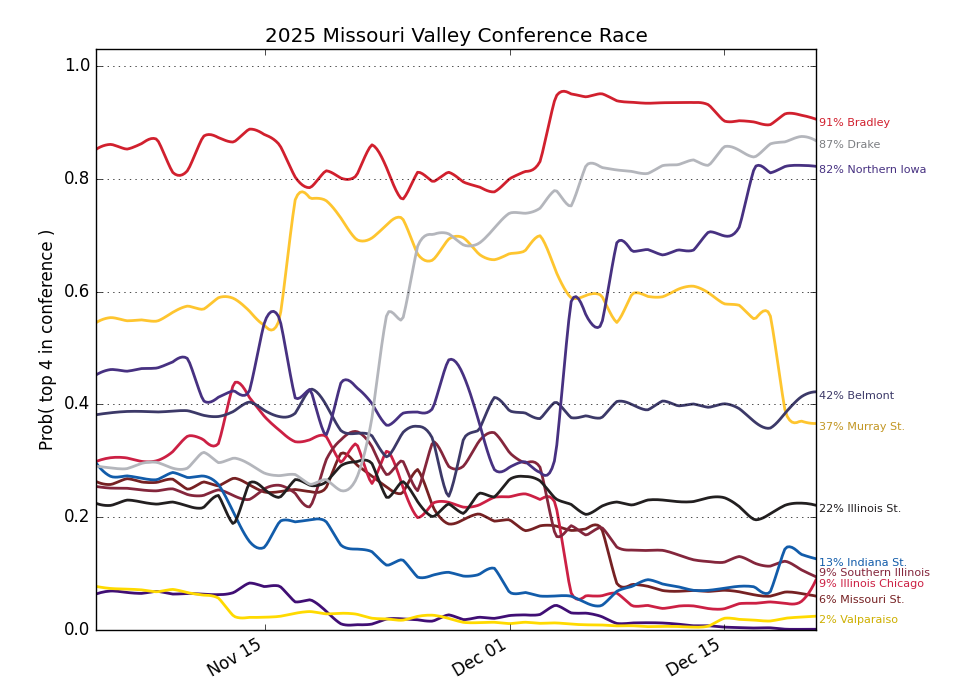 2025 Missouri Valley Conference Race
Prob( top 4 in conference )
1.0
0.8
0.6
0.4
0.2
0.0
Nov 15
Dec 01
Dec 15
91% Bradley
87% Drake
82% Northern Iowa
42% Belmont
37% Murray St.
22% Illinois St.
13% Indiana St.
9% Southern Illinois
9% Illinois Chicago
6% Missouri St.
2% Valparaiso